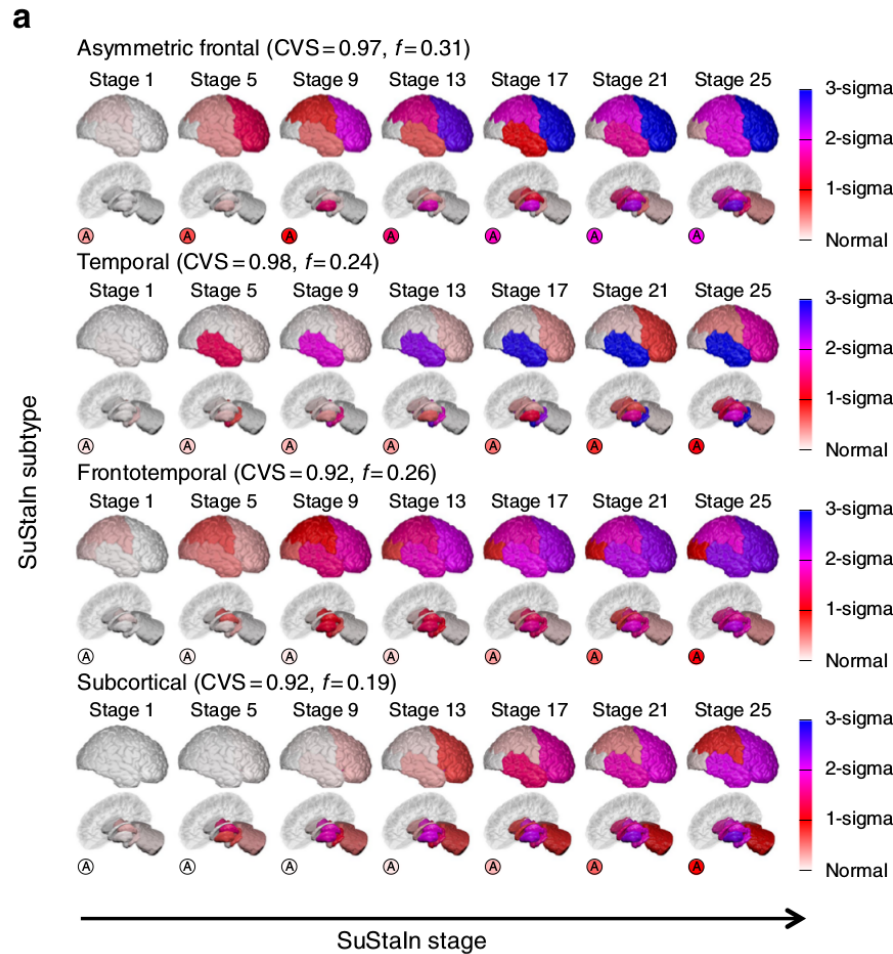 a
Asymmetric frontal (CVS=0.97, f=0.31)
Stage 1 Stage 5 Stage 9 Stage 13 Stage 17 Stage 21 Stage 25
3-sigma
2-sigma
1-sigma
Normal
A A A A A A A
Temporal (CVS=0.98, f=0.24)
Stage 1 Stage 5 Stage 9 Stage 13 Stage 17 Stage 21 Stage 25
3-sigma
2-sigma
1-sigma
Normal
A A A A A A A
Frontotemporal (CVS=0.92, f=0.26)
Stage 1 Stage 5 Stage 9 Stage 13 Stage 17 Stage 21 Stage 25
3-sigma
2-sigma
1-sigma
Normal
A A A A A A A
Subcortical (CVS=0.92, f=0.19)
Stage 1 Stage 5 Stage 9 Stage 13 Stage 17 Stage 21 Stage 25
3-sigma
2-sigma
1-sigma
Normal
A A A A A A A
SuStaIn subtype
SuStaIn stage